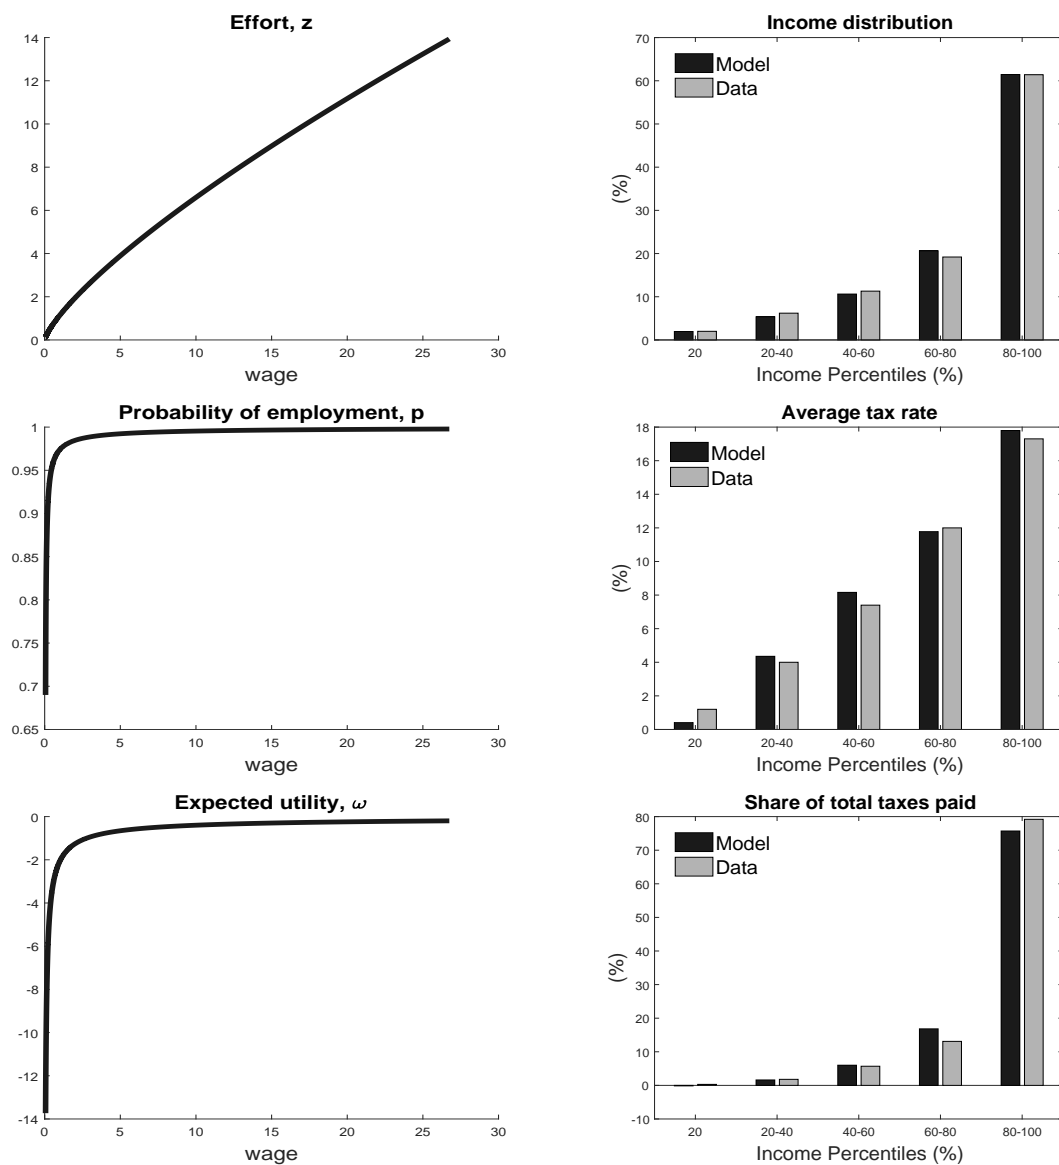 Effort, z
14
12
10
8
6
4
2
0
0 5 10 15 20 25 30
wage
Income distribution
70
60
50
40
30
20
10
0
(%)
Model
Data
20 20-40 40-60 60-80 80-100
Income Percentiles (%)
Probability of employment, p
1
0.95
0.9
0.85
0.8
0.75
0.7
0.65
0 5 10 15 20 25 30
wage
Average tax rate
18
16
14
12
10
8
6
4
2
0
(%)
Model
Data
20 20-40 40-60 60-80 80-100
Income Percentiles (%)
Expected utility, ω
0
-2
-4
-6
-8
-10
-12
-14
0 5 10 15 20 25 30
wage
Share of total taxes paid
80
70
60
50
40
30
20
10
0
-10
(%)
Model
Data
20 20-40 40-60 60-80 80-100
Income Percentiles (%)